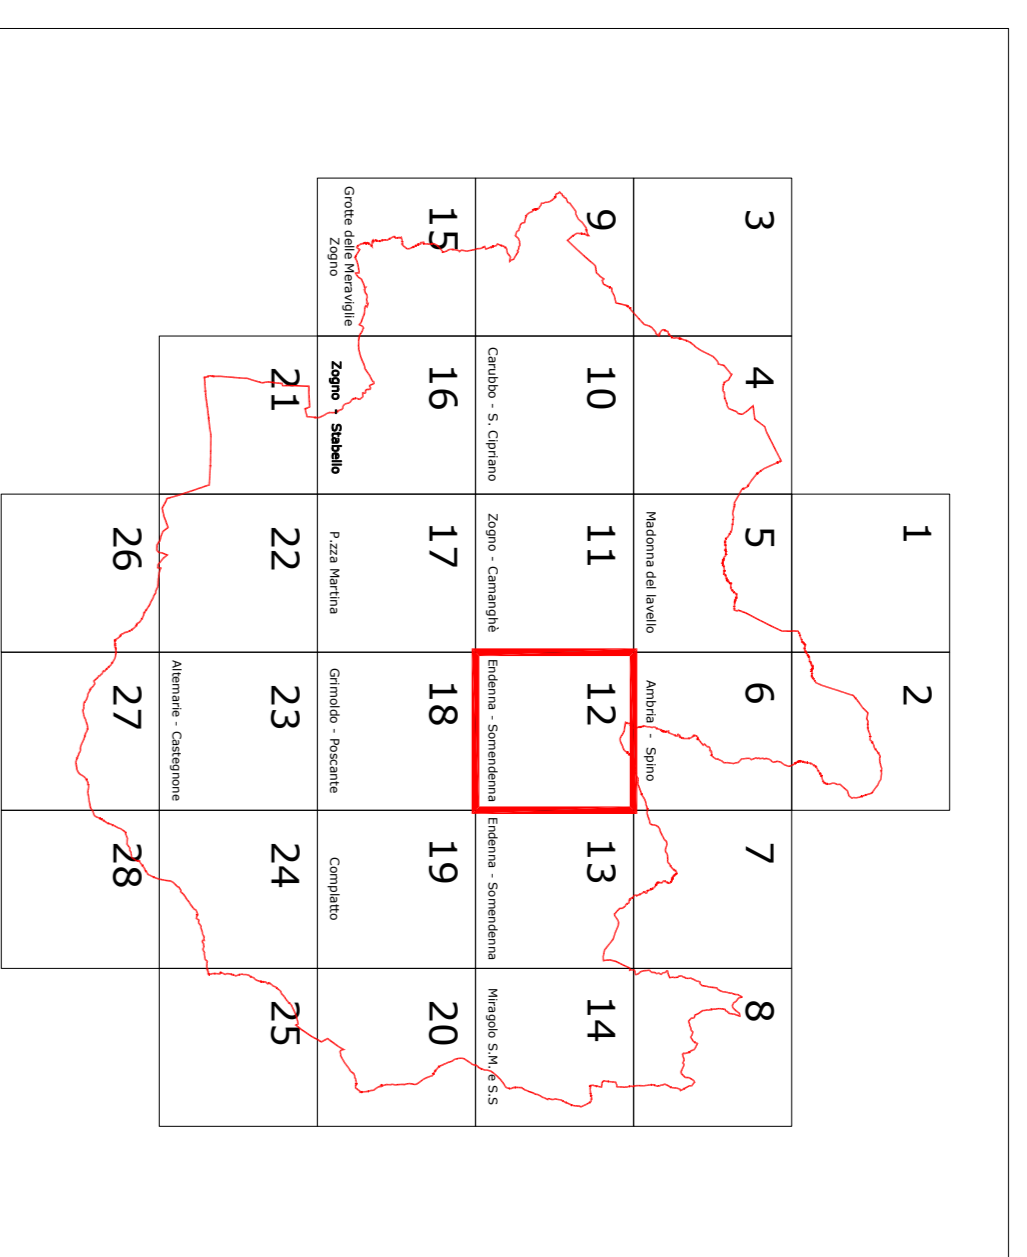 1
2
3
4
5
Madonna del lavello
6
Ambria - Spino
7
8
9
10
Carubbo - S. Cipriano
11
Zogno - Camanghè
12
Endenna - Somendenna
13
Endenna - Somendenna
14
Miragolo S.M. e S.S
15
Grotte delle Meraviglie
Zogno
16
Zogno - Stabello
17
P.zza Martina
18
Grimoldo - Poscante
19
Complatto
20
21
22
23
Altemarie - Castegnone
24
25
26
27
28